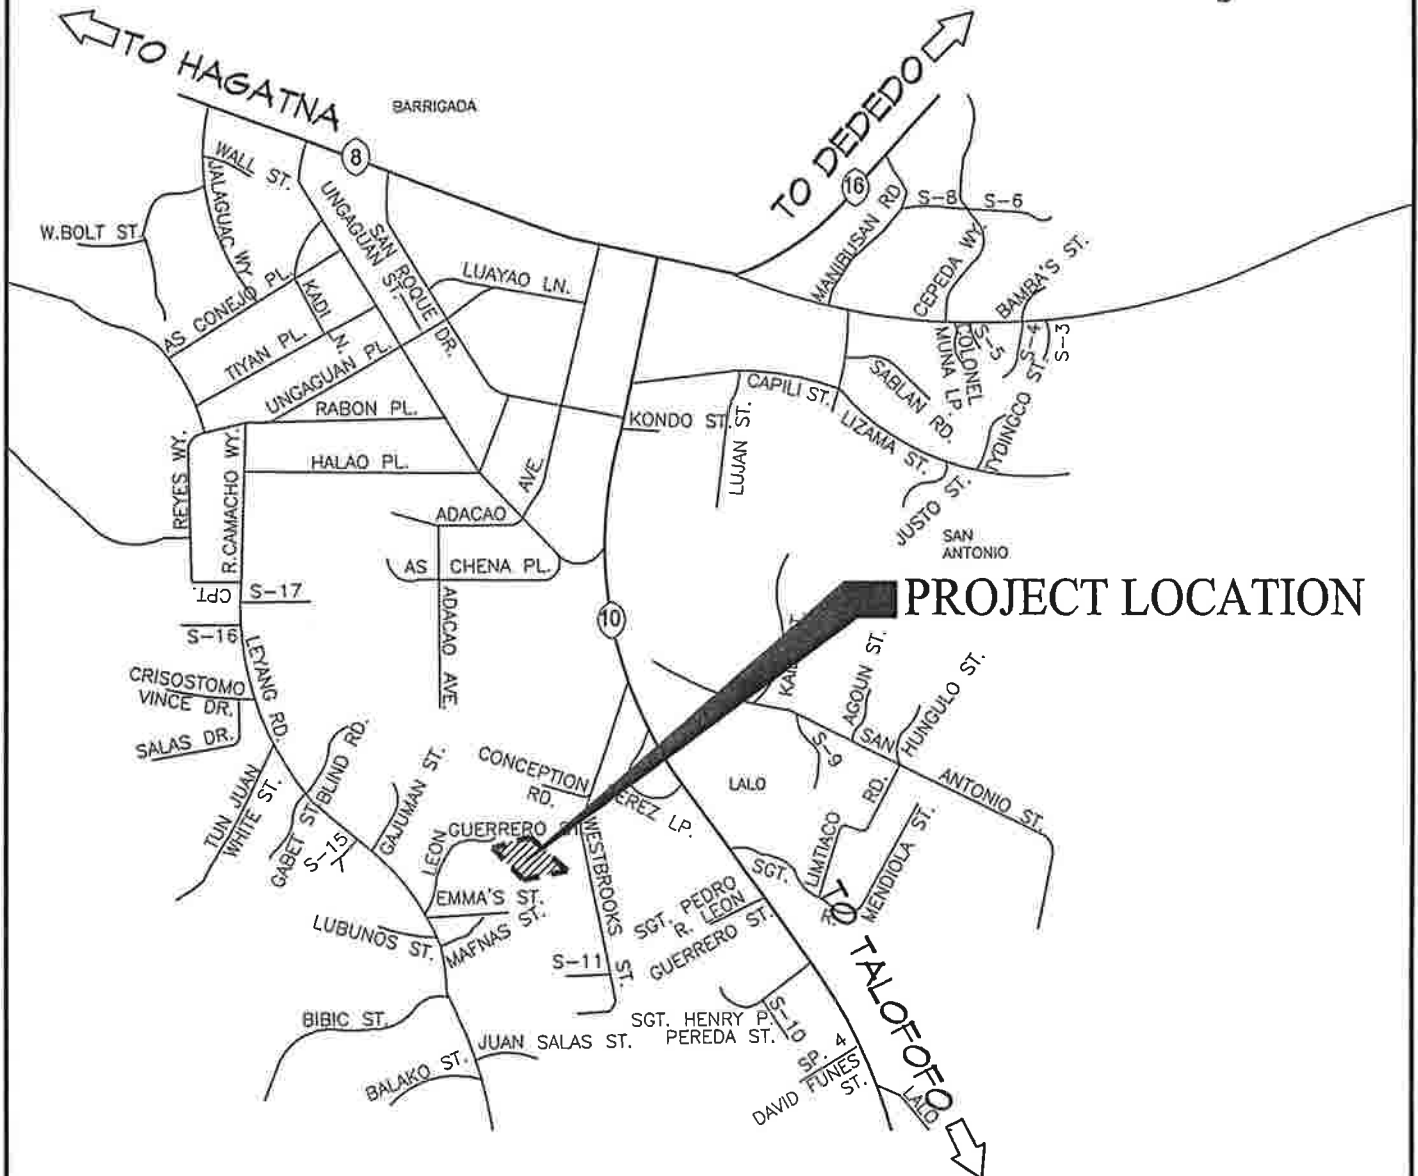 TO HAGATNA
BARRIGADA
TO DEDEDO
8
16
WALL ST.
JALAGUAC WY.
W.BOLT ST.
UNGAGUAN ST.
SAN ROQUE DR.
LUAYAO LN.
MANIBUSAN RD
S-8
S-6
CEPEDA WY.
BAMBA'S ST.
AS CONEJO PL.
KADI LN.
TIYAN PL.
UNGAGUAN PL.
RABON PL.
HALAO PL.
COLONEL
MUNA LP.
S-5
S-4
S-3
SABLAN RD.
CAPILI ST.
LIZAMA ST.
TYDINGCO ST.
KONDO ST.
LUJAN ST.
JUSTO ST.
SAN
ANTONIO
REYES WY.
R.CAMACHO WY.
AVE.
ADACAO
AS CHENA PL.
ADACAO AVE
CPT.
S-17
S-16
10
PROJECT LOCATION
LEYANG RD.
CRISOSTOMO
VINCE DR.
SALAS DR.
AGOUN ST.
HUNGULO ST.
SAN ANTONIO ST.
S-9
TUN JUAN
WHITE ST.
BLIND RD.
GABET ST
S-15
GAJUMAN ST.
CONCEPTION
RD.
EREZ LP.
LALO
LIMTIACO RD.
MENDIOLA ST.
LEON
GUERRERO
WESTBROOKS ST.
SGT.
R.
EMMA'S ST.
MAFNAS ST.
LUBUNOS ST.
SGT. PEDRO
R. LEON
GUERRERO ST.
S-11
TO TALOFOFO
BIBIC ST.
SGT. HENRY P.
PEREDA ST.
S-10
JUAN SALAS ST.
BALAKO ST.
SP. 4
DAVID FUNES
ST.
LALO